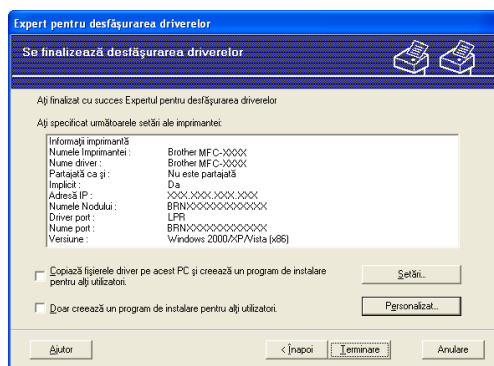 Expert pentru desfăşurarea driverelor
Se finalizează desfăşurarea driverelor
Aţi finalizat cu succes Expertul pentru desfăşurarea driverelor
Aţi specificat următoarele setări ale imprimantei:
Informaţii imprimantă
Numele Imprimantei : Brother MFC-XXXX
Nume driver : Brother MFC-XXXX
Partajată ca şi : Nu este partajată
Implicit : Da
Adresă IP : XXX.XXX.XXX.XXX
Numele Nodului : BRNXXXXXXXXXXXX
Driver port : LPR
Nume port : BRNXXXXXXXXXXXX
Versiune : Windows 2000/XP/Vista (x86)
Copiază fişierele driver pe acest PC şi creează un program de instalare
pentru alţi utilizatori.
Setări..
Doar creează un program de instalare pentru alţi utilizatori.
Personalizat..
Ajutor
< Înapoi
Terminare
Anulare